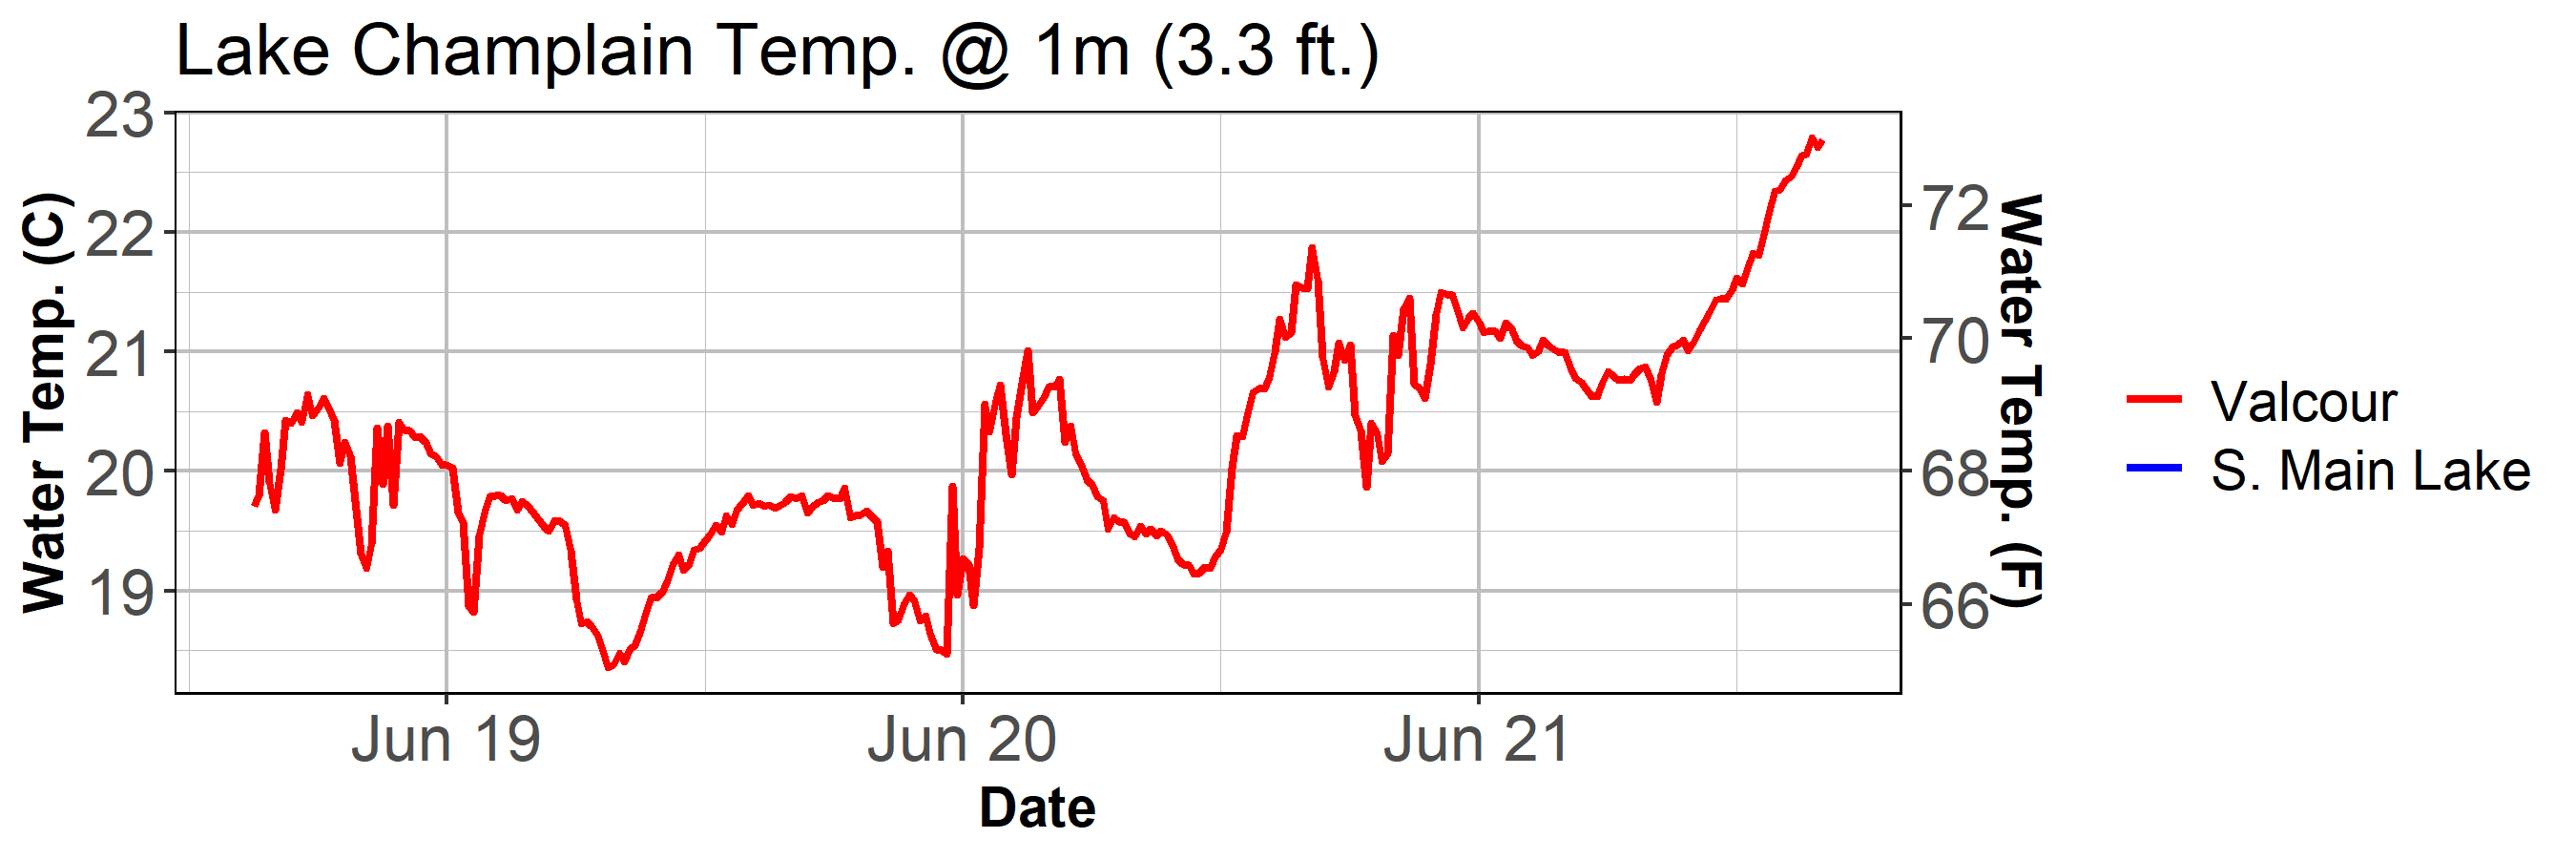 Lake Champlain Temp. @ 1m (3.3 ft.)
Water Temp. (C)
23
22
21
20
19
72
70
68
66
Water Temp. (F)
Jun 19
Jun 20
Jun 21
Date
Valcour
S. Main Lake